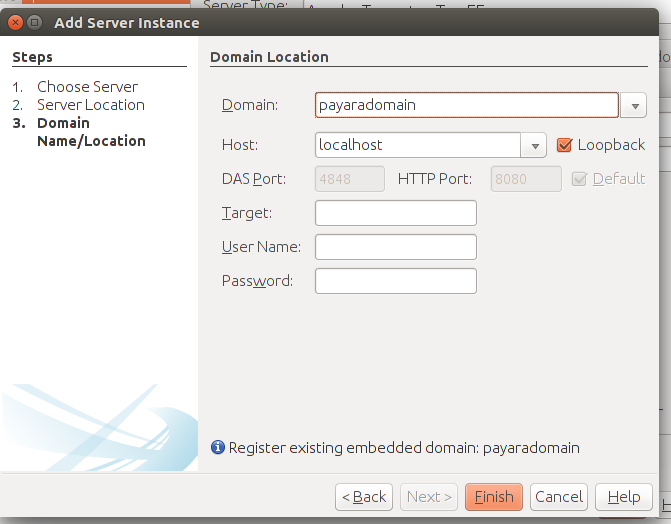 Server Type:
Add Server Instance
Steps
1. Choose Server
2. Server Location
3. Domain
Name/Location
Domain Location
Domain: payaradomain
Host: localhost Loopback
DAS Port: 4848 HTTP Port: 8080 Default
Target:
User Name:
Password:
Register existing embedded domain: payaradomain
< Back Next > Finish Cancel Help